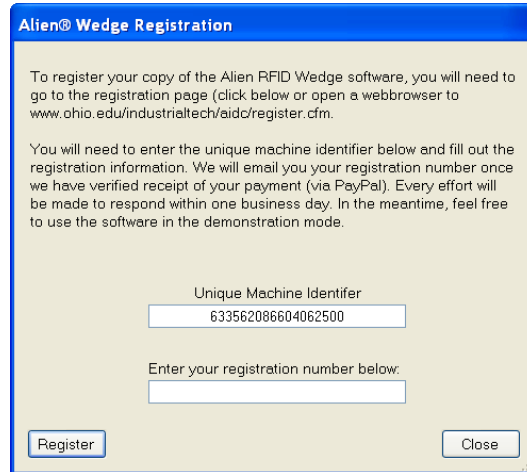 Alien® Wedge Registration
To register your copy of the Alien RFID Wedge software, you will need to
go to the registration page (click below or open a webbrowser to
www.ohio.edu/industrialtech/aidc/register.cfm.
You will need to enter the unique machine identifier below and fill out the
registration information. We will email you your registration number once
we have verified receipt of your payment (via PayPal). Every effort will
be made to respond within one business day. In the meantime, feel free
to use the software in the demonstration mode.
Unique Machine Identifer
633562086604062500
Enter your registration number below:
Register
Close